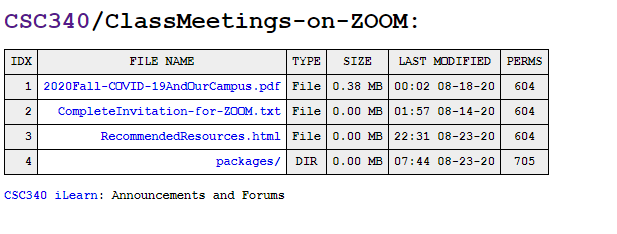 CSC340/ClassMeetings-on-ZOOM:
IDX FILE NAME TYPE SIZE LAST MODIFIED PERMS
1 2020Fall-COVID-19AndOurCampus.pdf File 0.38 MB 00:02 08-18-20 604
2 CompleteInvitation-for-ZOOM.txt File 0.00 MB 01:57 08-14-20 604
3 RecommendedResources.html File 0.00 MB 22:31 08-23-20 604
4 packages/ DIR 0.00 MB 07:44 08-23-20 705
CSC340 iLearn: Announcements and Forums